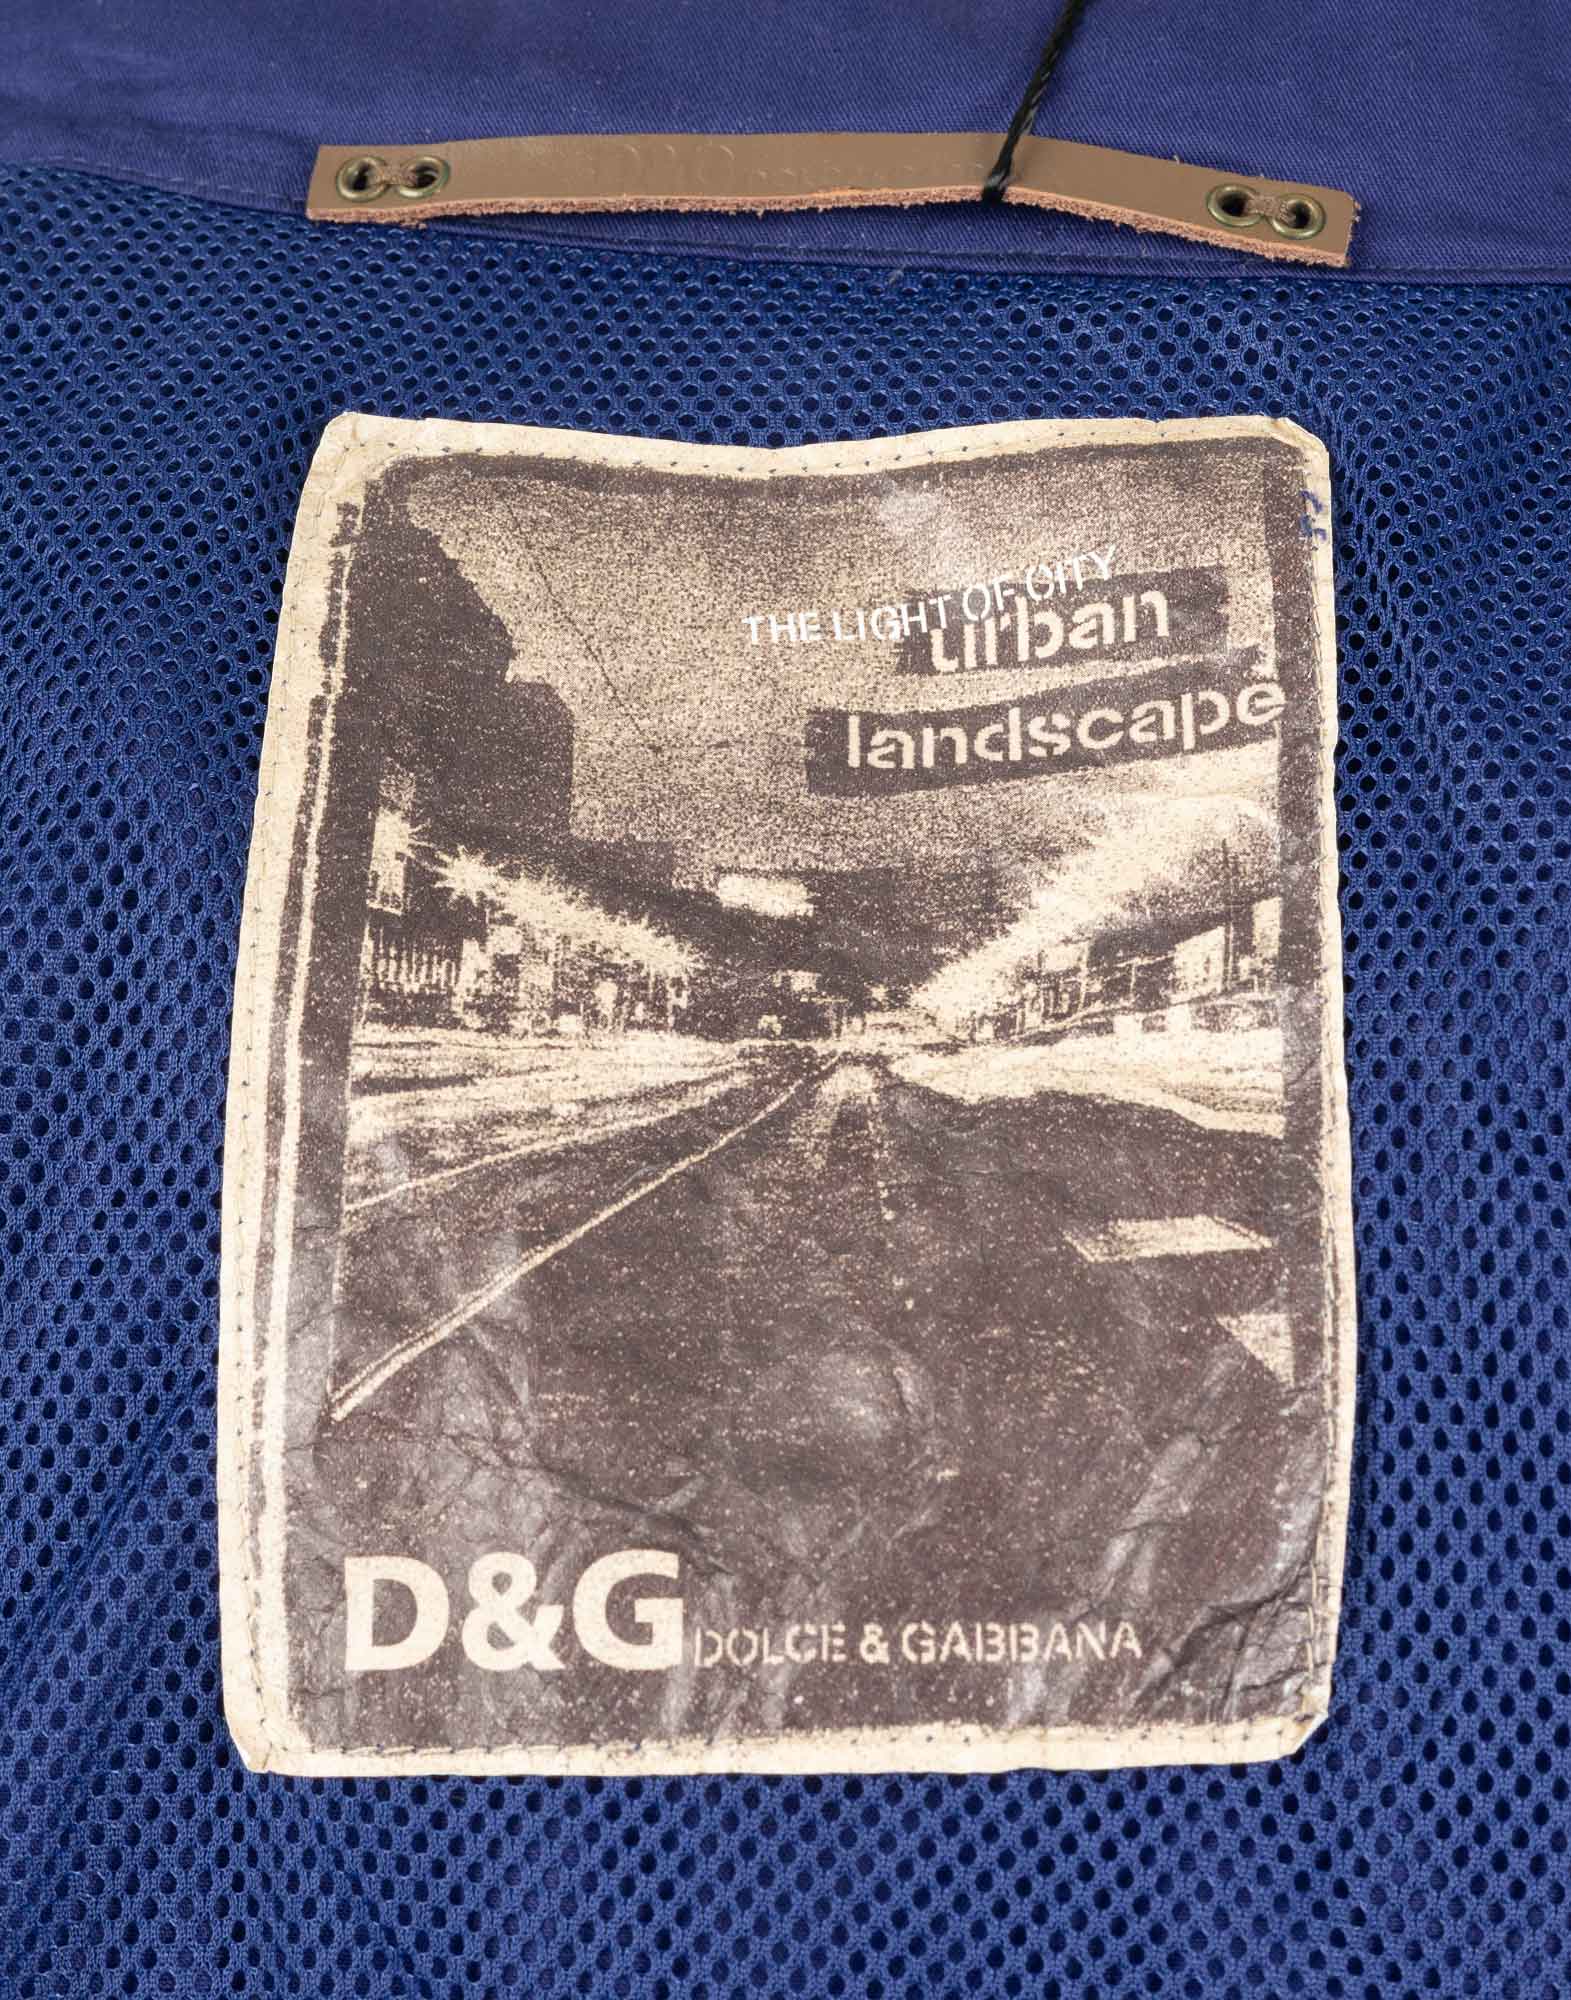 THE LIGHT OF CITY
urban
landscape
D&G DOLCE & GABBANA